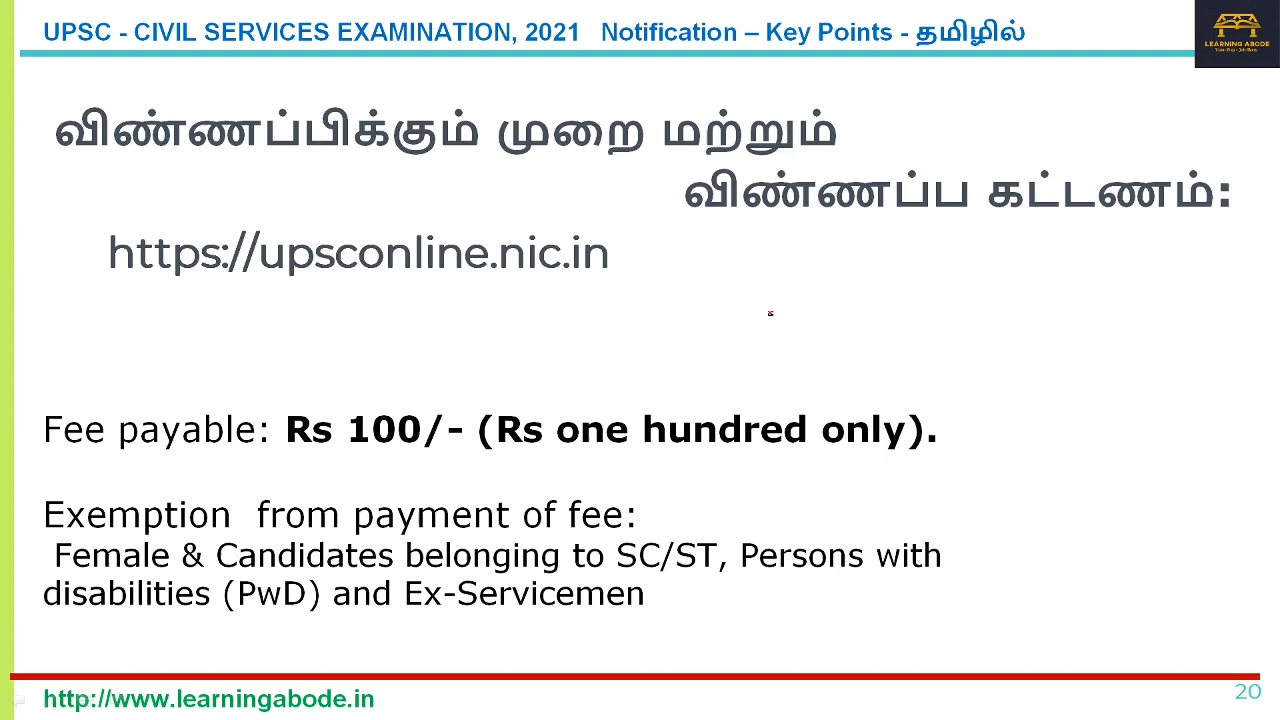 UPSC - CIVIL SERVICES EXAMINATION, 2021 Notification – Key Points - தமிழில்
LEARNING ABODE
விண்ணப்பிக்கும் முறை மற்றும்
விண்ணப்ப கட்டணம்:
https://upsconline.nic.in
Fee payable: Rs 100/- (Rs one hundred only).
Exemption from payment of fee:
Female & Candidates belonging to SC/ST, Persons with
disabilities (PwD) and Ex-Servicemen
http://www.learningabode.in
20